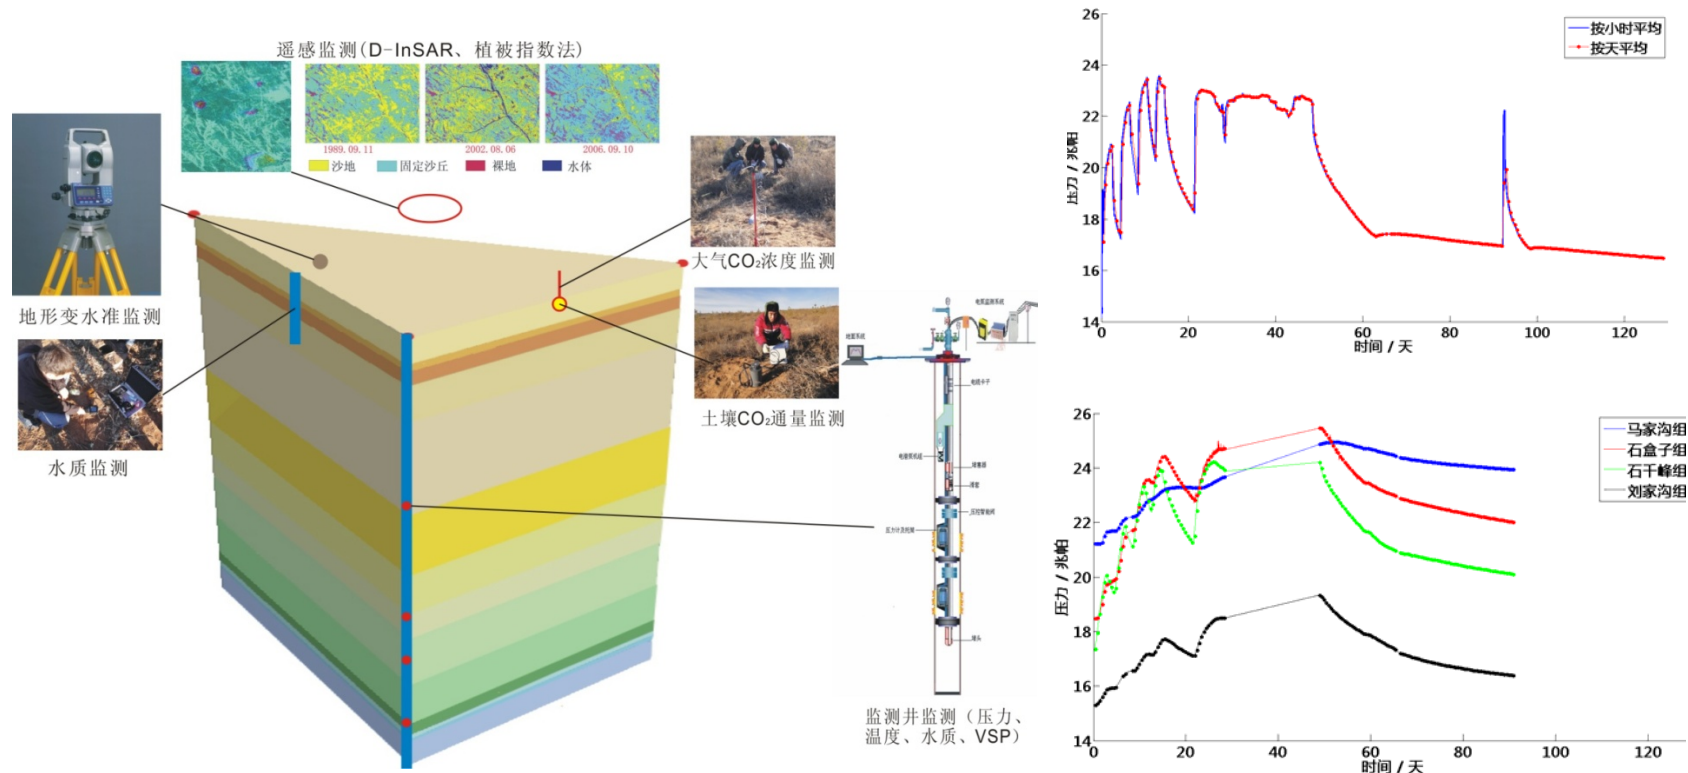 遥感监测(D-InSAR、植被指数法)
1989.09.11
2002.08.06
2006.09.10
沙地
固定沙丘
裸地
水体
地形变水准监测
水质监测
大气CO₂浓度监测
土壤CO₂通量监测
监测井监测（压力、
温度、水质、VSP）
26
24
22
20
18
16
14
0
20
40
60
80
100
120
压力 / 兆帕
时间 / 天
按小时平均
按天平均
26
24
22
20
18
16
14
0
20
40
60
80
100
120
压力 / 兆帕
时间 / 天
马家沟组
石盒子组
石千峰组
刘家沟组